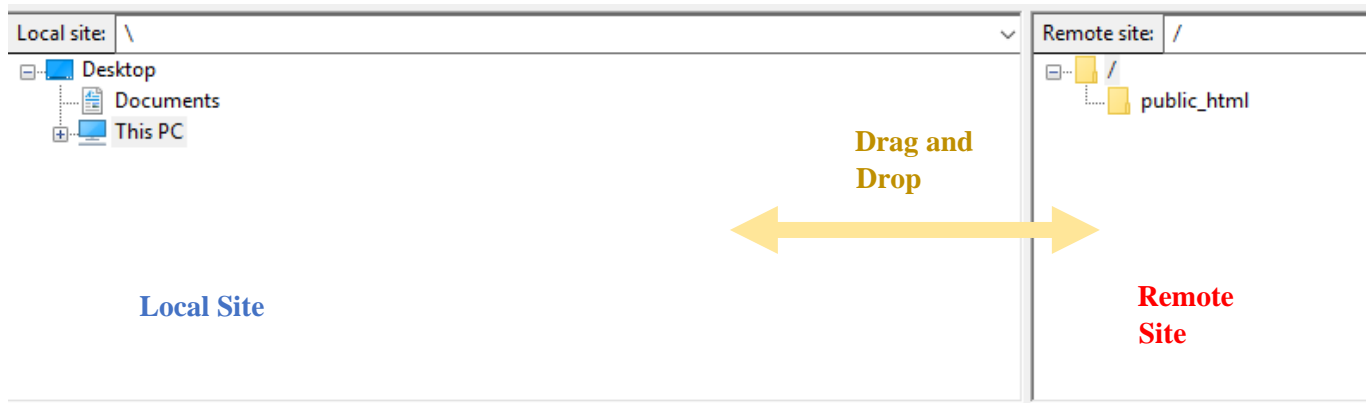 Local site: \
Remote site: /
Desktop
Documents
This PC
/
public_html
Drag and
Drop
Local Site
Remote
Site